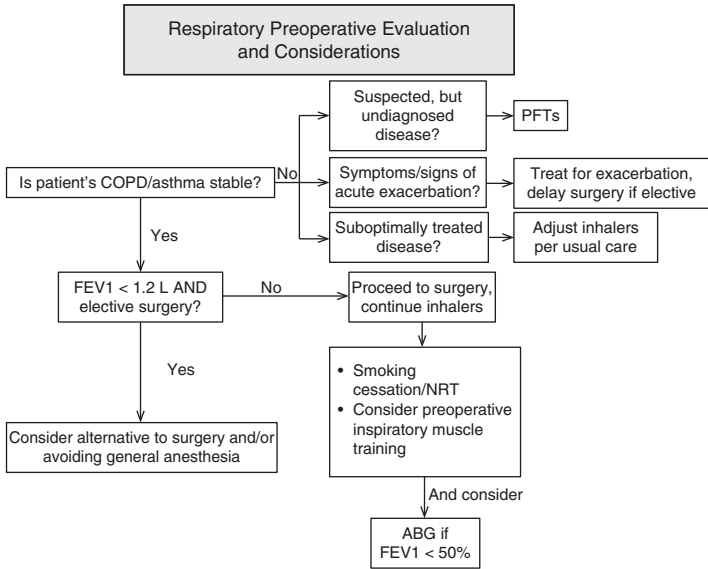 Respiratory Preoperative Evaluation
and Considerations
Suspected, but
undiagnosed
disease?
PFTs
Is patient's COPD/asthma stable?
No
Symptoms/signs of
acute exacerbation?
Treat for exacerbation,
delay surgery if elective
Suboptimally treated
disease?
Adjust inhalers
per usual care
Yes
FEV1 < 1.2 L AND
elective surgery?
No
Proceed to surgery,
continue inhalers
Yes
• Smoking
cessation/NRT
• Consider preoperative
inspiratory muscle
training
Consider alternative to surgery and/or
avoiding general anesthesia
And consider
ABG if
FEV1 < 50%